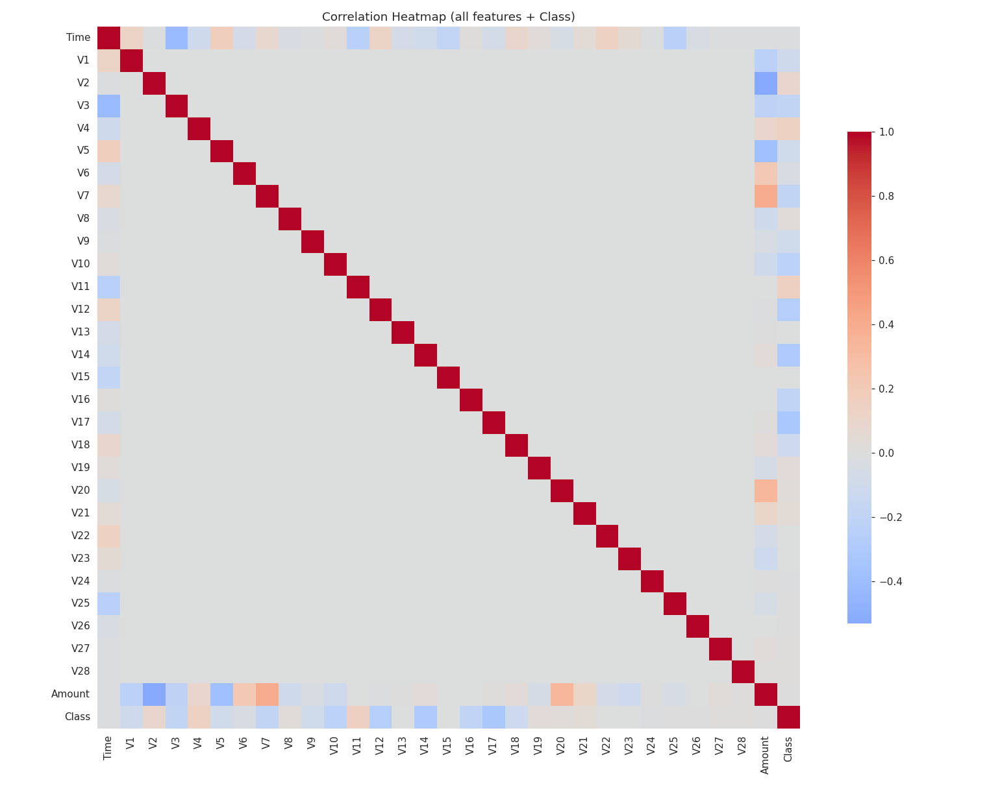 Correlation Heatmap (all features + Class)
Time
V1
V2
V3
V4
V5
V6
V7
V8
V9
V10
V11
V12
V13
V14
V15
V16
V17
V18
V19
V20
V21
V22
V23
V24
V25
V26
V27
V28
Amount
Class
Time V1 V2 V3 V4 V5 V6 V7 V8 V9 V10 V11 V12 V13 V14 V15 V16 V17 V18 V19 V20 V21 V22 V23 V24 V25 V26 V27 V28 Amount Class
1.0
0.8
0.6
0.4
0.2
0.0
−0.2
−0.4